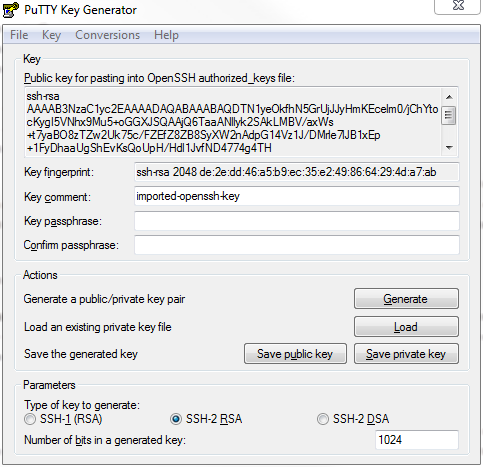 PuTTY Key Generator
File Key Conversions Help
Key
Public key for pasting into OpenSSH authorized_keys file:
ssh-rsa
AAAAB3NzaC1yc2EAAAADAQABAAABAQDTN1yeOkfhN5GrUjJJyHmKEcelm0/jChYto
cKygI5VNhx9Mu5+oGGXJSQAAjQ6TaaANllyk2SAkLMBV/axWs
+t7yaBO8zTZw2Uk75c/FZEfZ8ZB8SyXW2nAdpG14Vz1J/DMrle7lJB1xEp
+1FyDhaaUgShEvKsQoUpH/HdI1JvfND4774g4TH
Key fingerprint: ssh-rsa 2048 de:2e:dd:46:a5:b9:ec:35:e2:49:86:64:29:4d:a7:ab
Key comment: imported-openssh-key
Key passphrase:
Confirm passphrase:
Actions
Generate a public/private key pair Generate
Load an existing private key file Load
Save the generated key Save public key Save private key
Parameters
Type of key to generate:
SSH-1 (RSA) SSH-2 RSA SSH-2 DSA
Number of bits in a generated key: 1024